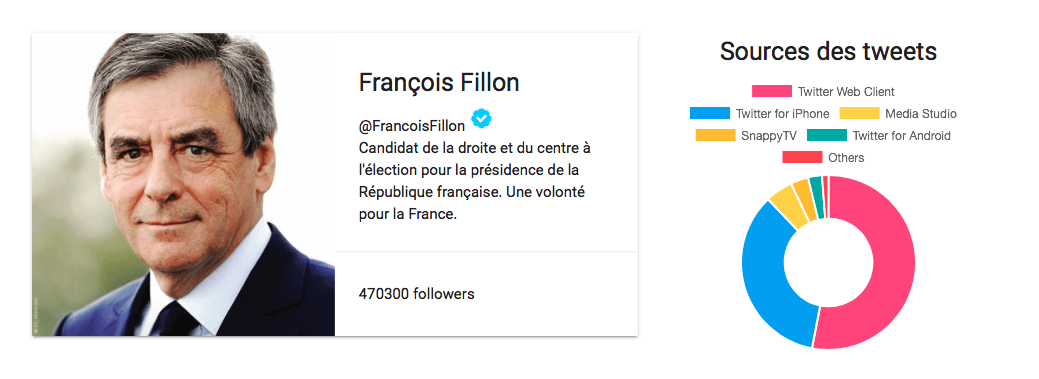 François Fillon
@FrancoisFillon
Candidat de la droite et du centre à
l'élection pour la présidence de la
République française. Une volonté
pour la France.
470300 followers
Sources des tweets
Twitter Web Client
Twitter for iPhone Media Studio
SnappyTV Twitter for Android
Others